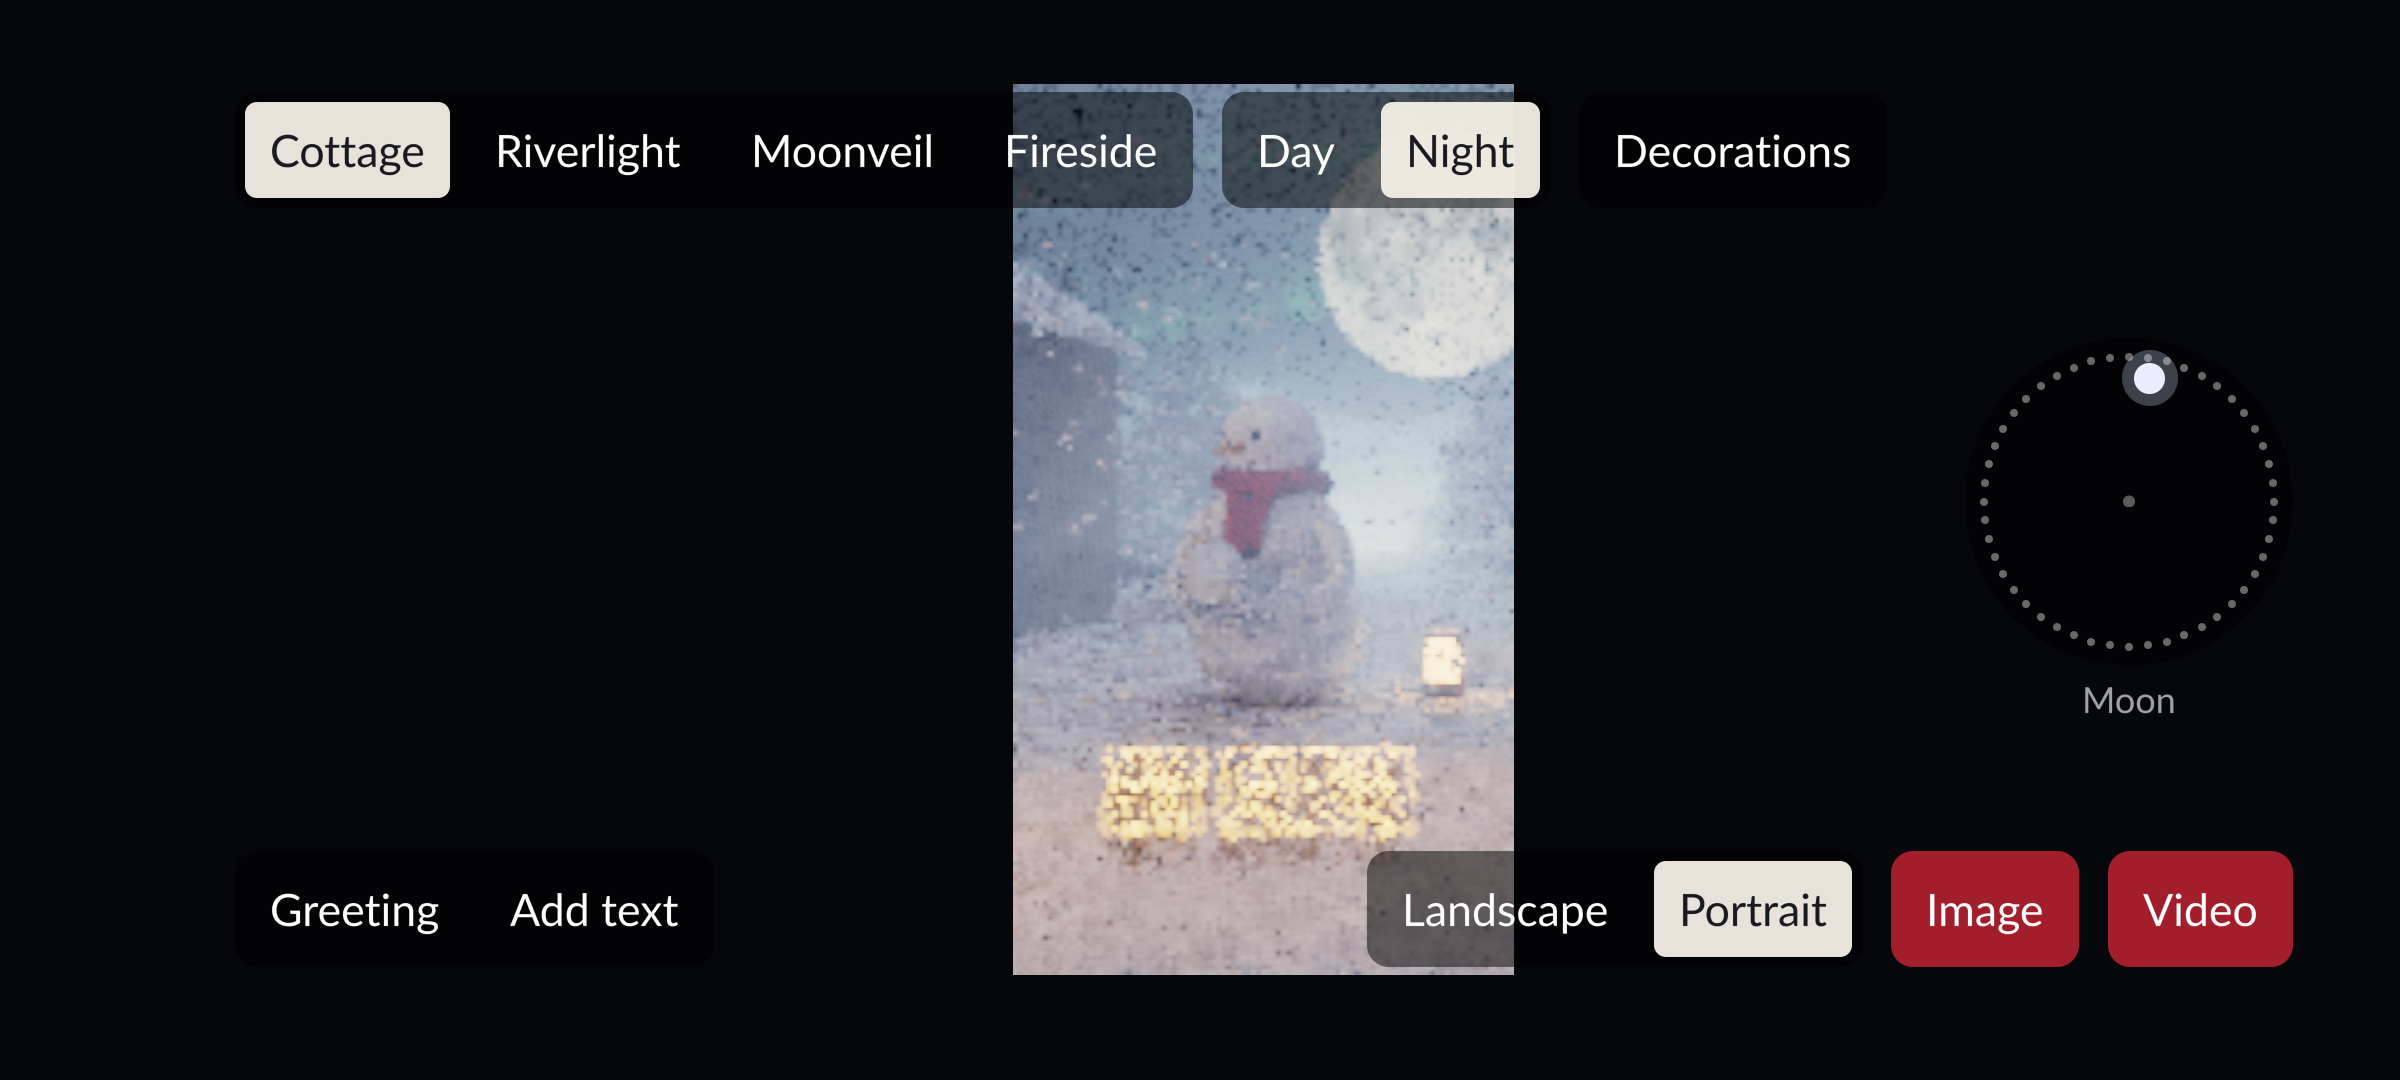 Cottage Riverlight Moonveil Fireside Day Night Decorations
Moon
Greeting Add text Landscape Portrait Image Video